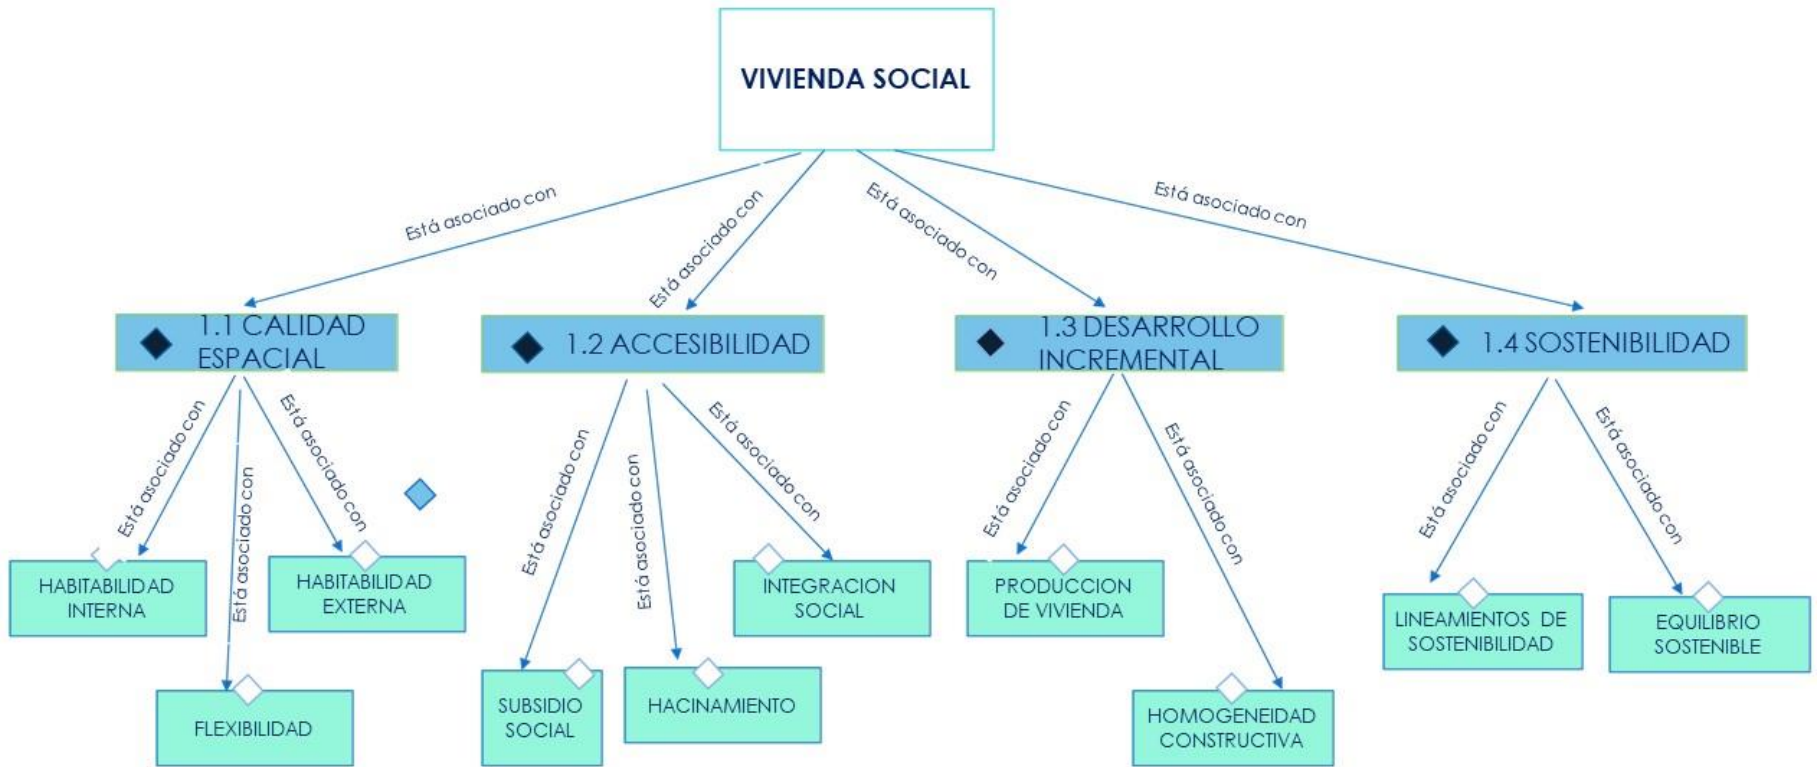 VIVIENDA SOCIAL
Está asociado con
Está asociado con
Está asociado con
Está asociado con
1.1 CALIDAD
ESPACIAL
1.2 ACCESIBILIDAD
1.3 DESARROLLO
INCREMENTAL
1.4 SOSTENIBILIDAD
Está asociado con
Está asociado con
Está asociado con
Está asociado con
Está asociado con
Está asociado con
Está asociado con
Está asociado con
Está asociado con
Está asociado con
HABITABILIDAD
INTERNA
HABITABILIDAD
EXTERNA
INTEGRACION
SOCIAL
PRODUCCION
DE VIVIENDA
LINEAMIENTOS DE
SOSTENIBILIDAD
EQUILIBRIO
SOSTENIBLE
FLEXIBILIDAD
SUBSIDIO
SOCIAL
HACINAMIENTO
HOMOGENEIDAD
CONSTRUCTIVA